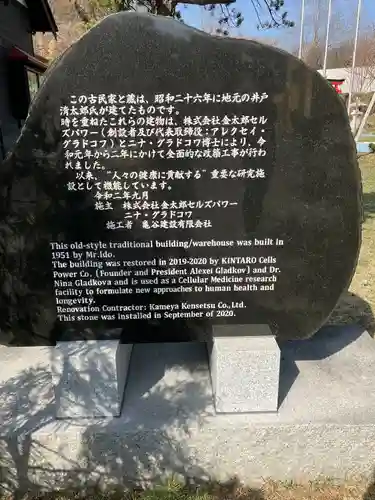 この古民家と蔵は、昭和二十六年に地元の井戸
清太郎氏が建てたものです。
時を重ねたこれらの建物は、株式会社金太郎セル
ズパワー（創設者及び代表取締役：アレクセイ・
グラドコフ）とニナ・グラドコワ博士により、令
和元年から二年にかけて全面的な改築工事が行わ
れました。
以来、“人々の健康に貢献する”重要な研究施
設として機能しています。
令和二年九月
施主 株式会社金太郎セルズパワー
ニナ・グラドコワ
施工者 亀谷建設有限会社
This old-style traditional building/warehouse was built in
1951 by Mr.Ido.
The building was restored in 2019-2020 by KINTARO Cells
Power Co. (Founder and President Alexei Gladkov) and Dr.
Nina Gladkova and is used as a Cellular Medicine research
facility to formulate new approaches to human health and
longevity.
Renovation Contractor: Kameya Kensetsu Co.,Ltd.
This stone was installed in September of 2020.